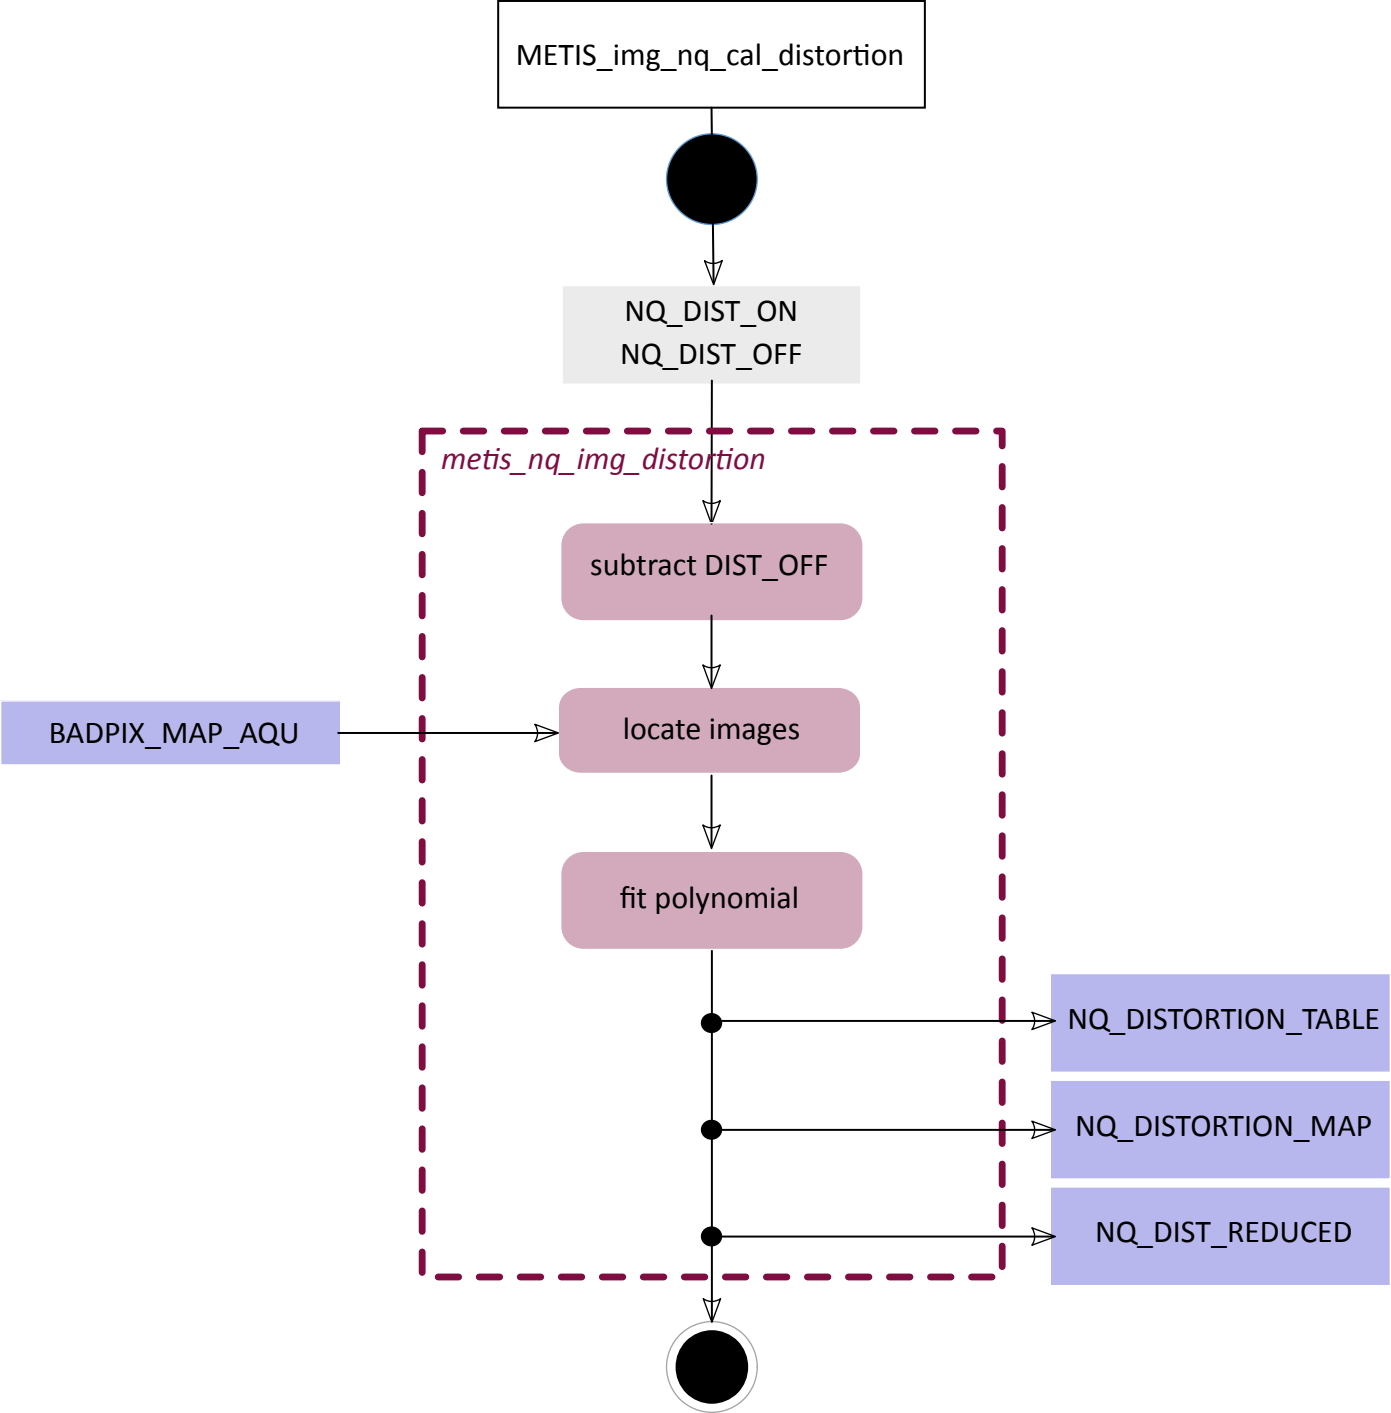 METIS_img_nq_cal_distortion
NQ_DIST_ON
NQ_DIST_OFF
metis_nq_img_distortion
subtract DIST_OFF
BADPIX_MAP_AQU
locate images
fit polynomial
NQ_DISTORTION_TABLE
NQ_DISTORTION_MAP
NQ_DIST_REDUCED